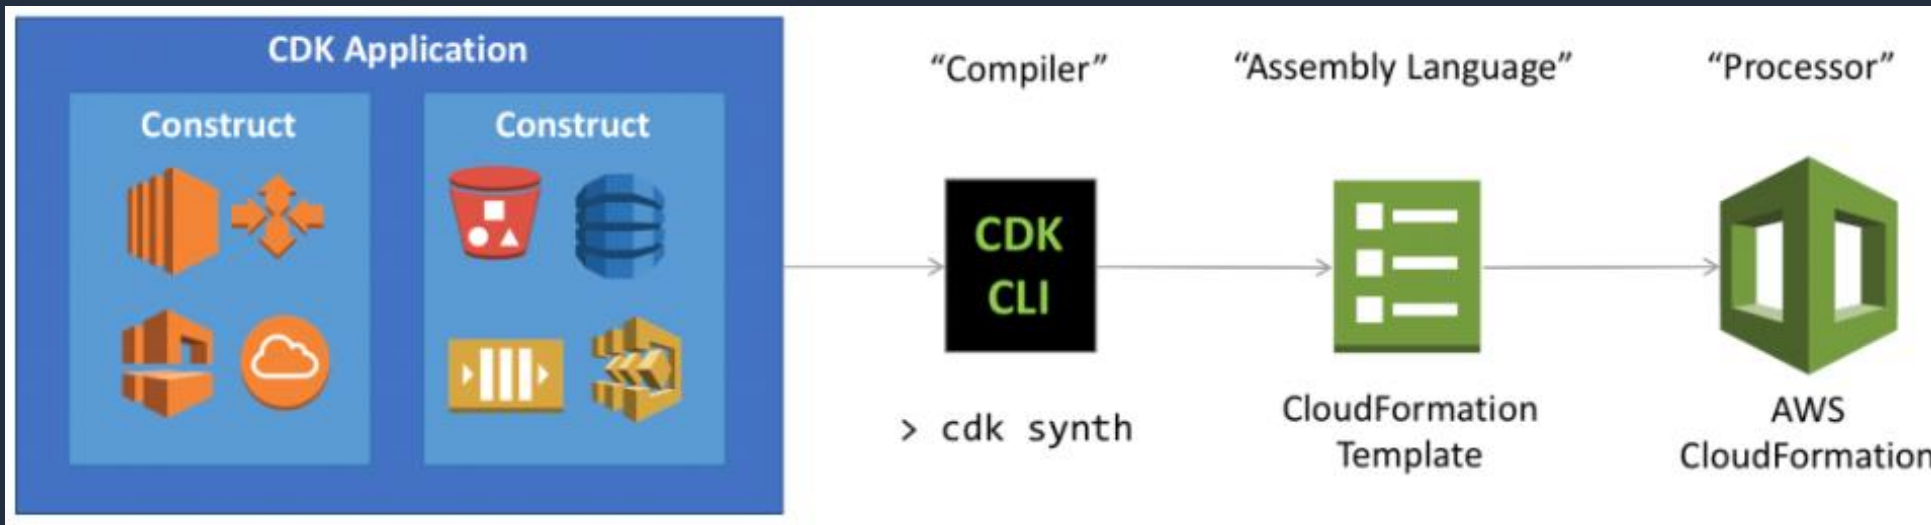 CDK Application
Construct
Construct
“Compiler”
CDK
CLI
> cdk synth
“Assembly Language”
CloudFormation
Template
“Processor”
AWS
CloudFormation